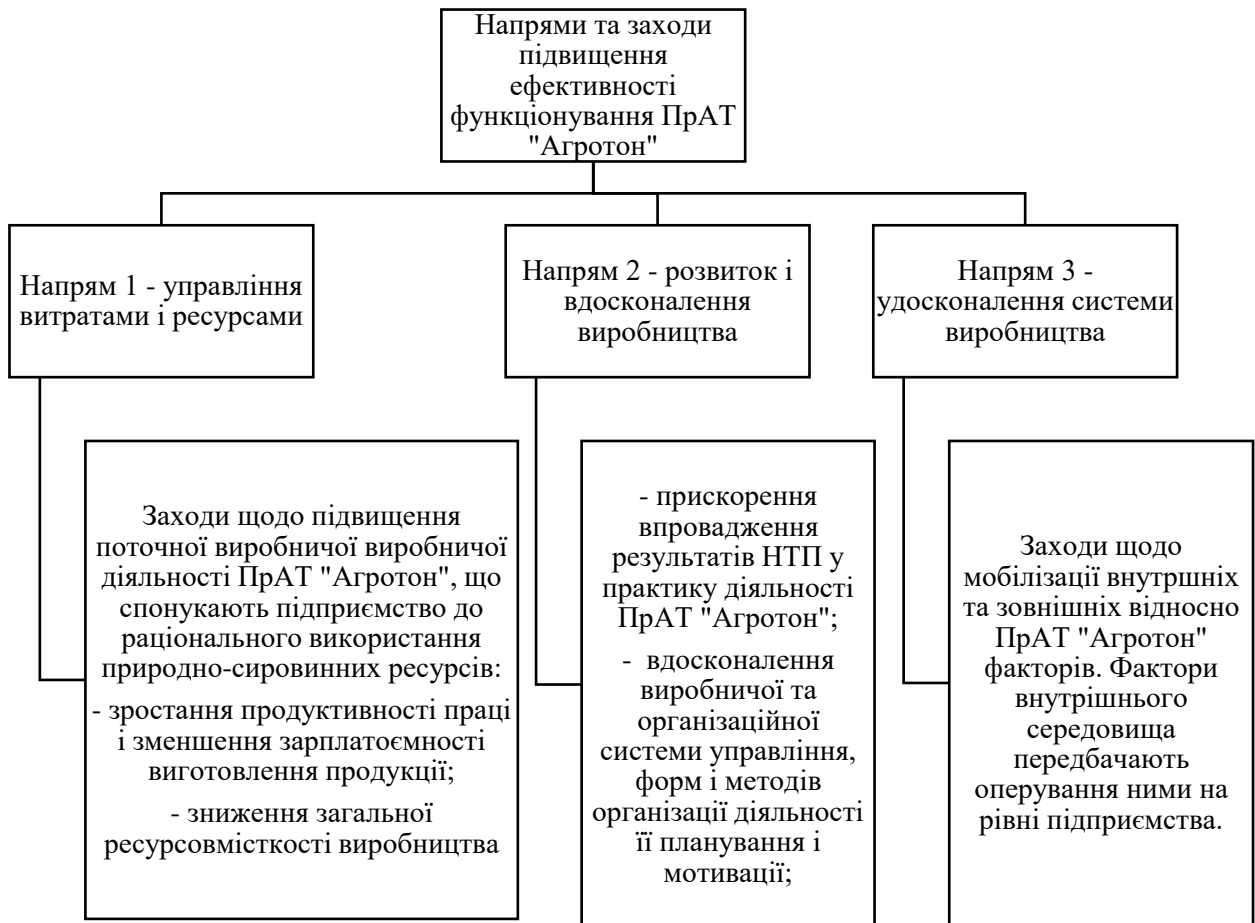 Напрями та заходи
підвищення
ефективності
функціонування ПрАТ
"Агротон"
Напрям 1 - управління
витратами і ресурсами
Напрям 2 - розвиток і
вдосконалення
виробництва
Напрям 3 -
удосконалення системи
виробництва
Заходи щодо підвищення
поточної виробничої виробничої
діяльності ПрАТ "Агротон", що
спонукають підприємство до
раціонального використання
природно-сировинних ресурсів:
- зростання продуктивності праці
і зменшення зарплатоємності
виготовлення продукції;
- зниження загальної
ресурсовмісткості виробництва
- прискорення
впровадження
результатів НТП у
практику діяльності
ПрАТ "Агротон";
- вдосконалення
виробничої та
організаційної
системи управління,
форм і методів
організації діяльності
її планування і
мотивації;
Заходи щодо
мобілізації внутршніх
та зовнішніх відносно
ПрАТ "Агротон"
факторів. Фактори
внутрішнього
середовища
передбачають
оперування ними на
рівні підприємства.